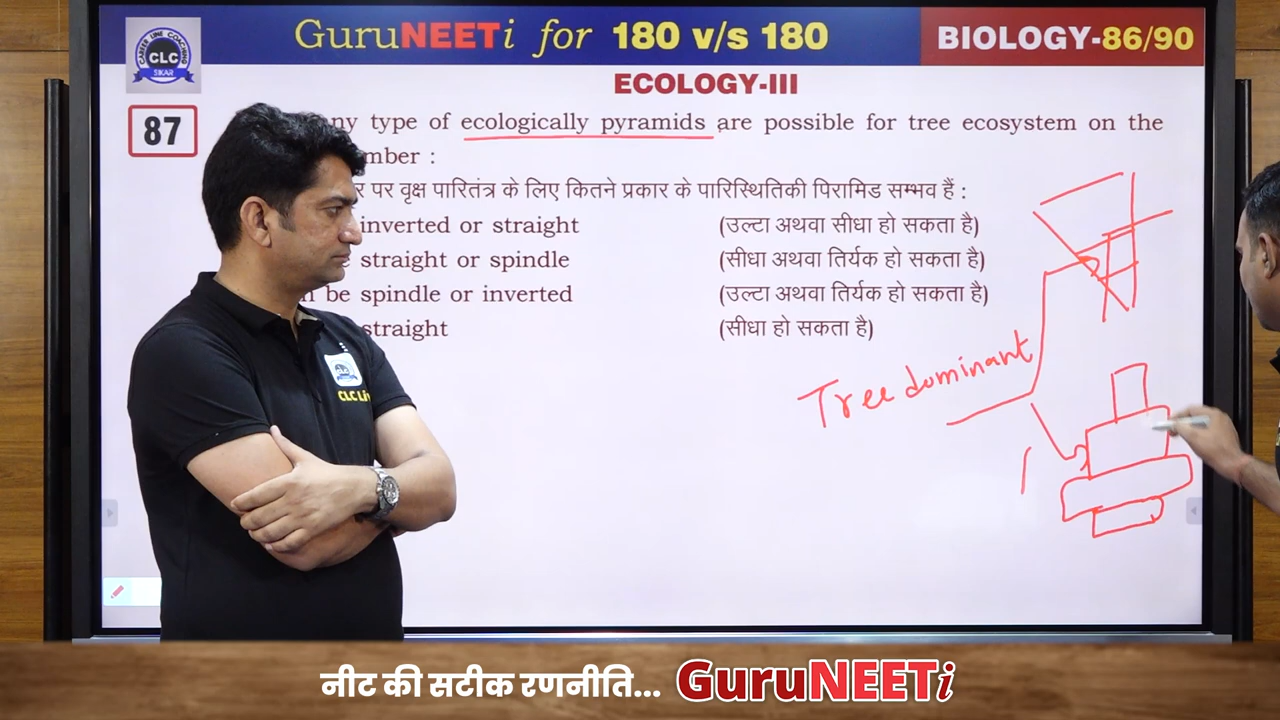 GuruNEETi for 180 v/s 180
BIOLOGY-86/90
CAREER LINE COACHING
CLC
SIKAR
ECOLOGY-III
87
ny type of ecologically pyramids are possible for tree ecosystem on the
mber :
र पर वृक्ष पारितंत्र के लिए कितने प्रकार के पारिस्थितिकी पिरामिड सम्भव हैं :
inverted or straight (उल्टा अथवा सीधा हो सकता है)
straight or spindle (सीधा अथवा तिर्यक हो सकता है)
be spindle or inverted (उल्टा अथवा तिर्यक हो सकता है)
straight (सीधा हो सकता है)
Tree dominant
CLC
CLC Li
नीट की सटीक रणनीति... GuruNEETi